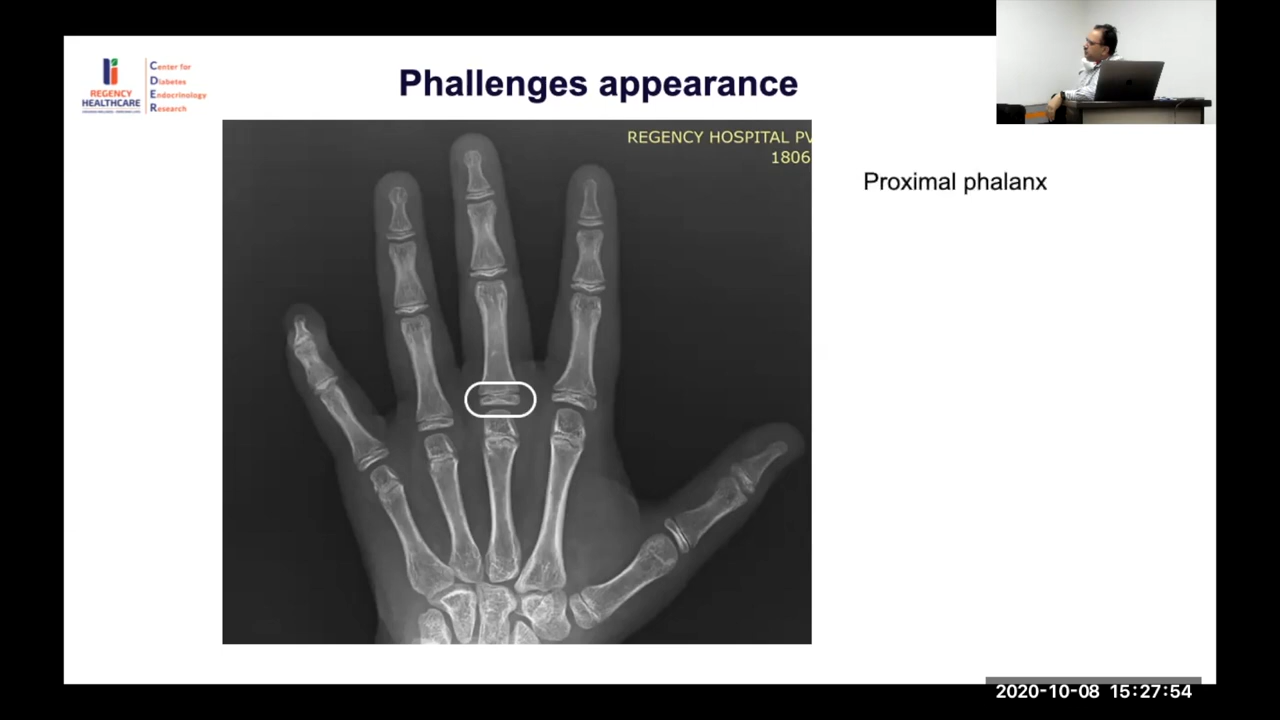 Center for
Diabetes
Endocrinology
Research
REGENCY
HEALTHCARE
Phallenges appearance
REGENCY HOSPITAL PV
1806
Proximal phalanx
2020-10-08 15:27:54